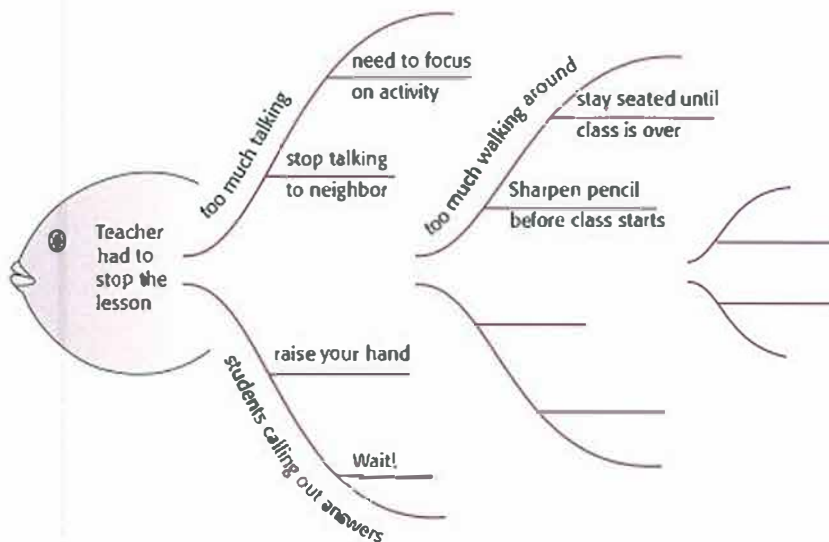 Teacher
had to
stop the
lesson
too much talking
need to focus
on activity
stop talking
to neighbor
too much walking around
stay seated until
class is over
Sharpen pencil
before class starts
students calling out answers
raise your hand
Wait!